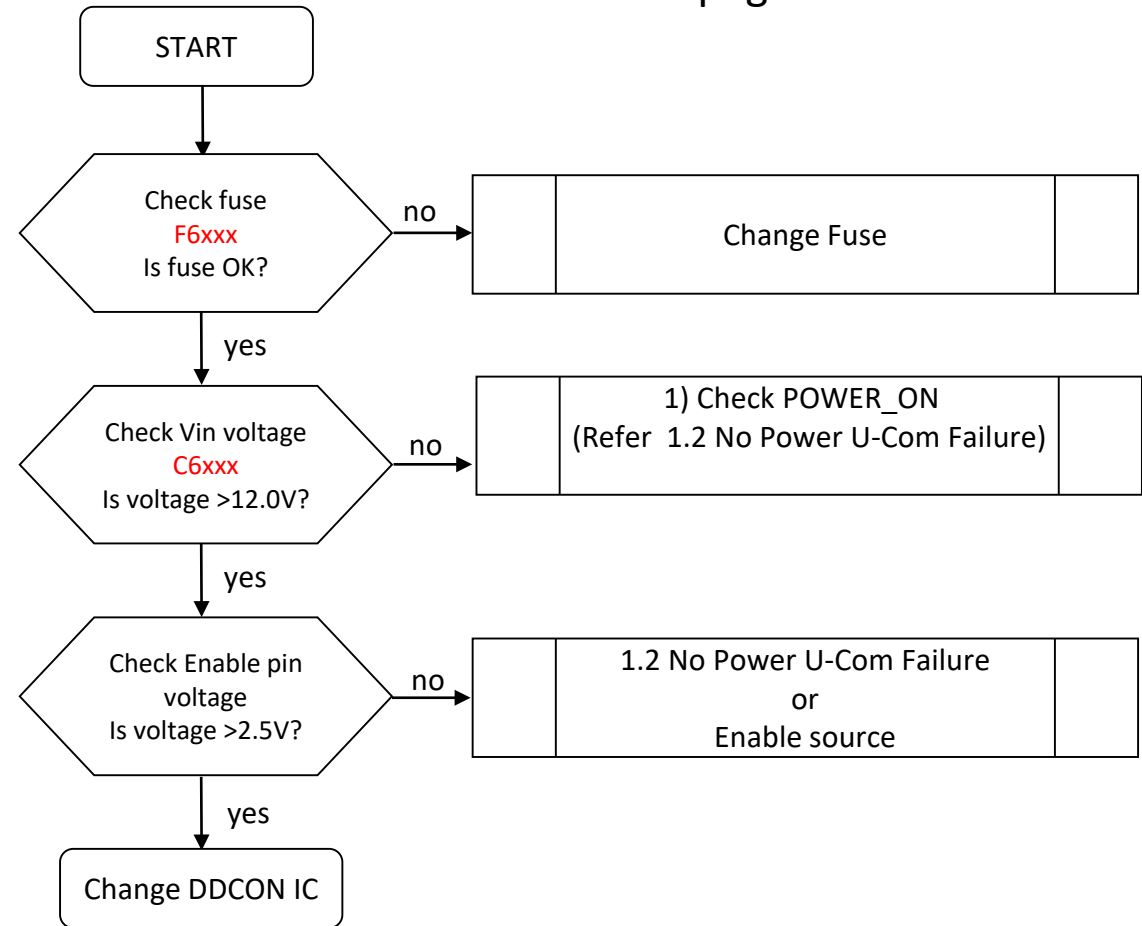 START
Check fuse
F6xxx
Is fuse OK?
no
Change Fuse
yes
Check Vin voltage
C6xxx
Is voltage >12.0V?
no
1) Check POWER_ON
(Refer  1.2 No Power U-Com Failure)
yes
Check Enable pin
voltage
Is voltage >2.5V?
no
1.2 No Power U-Com Failure
or
Enable source
yes
Change DDCON IC